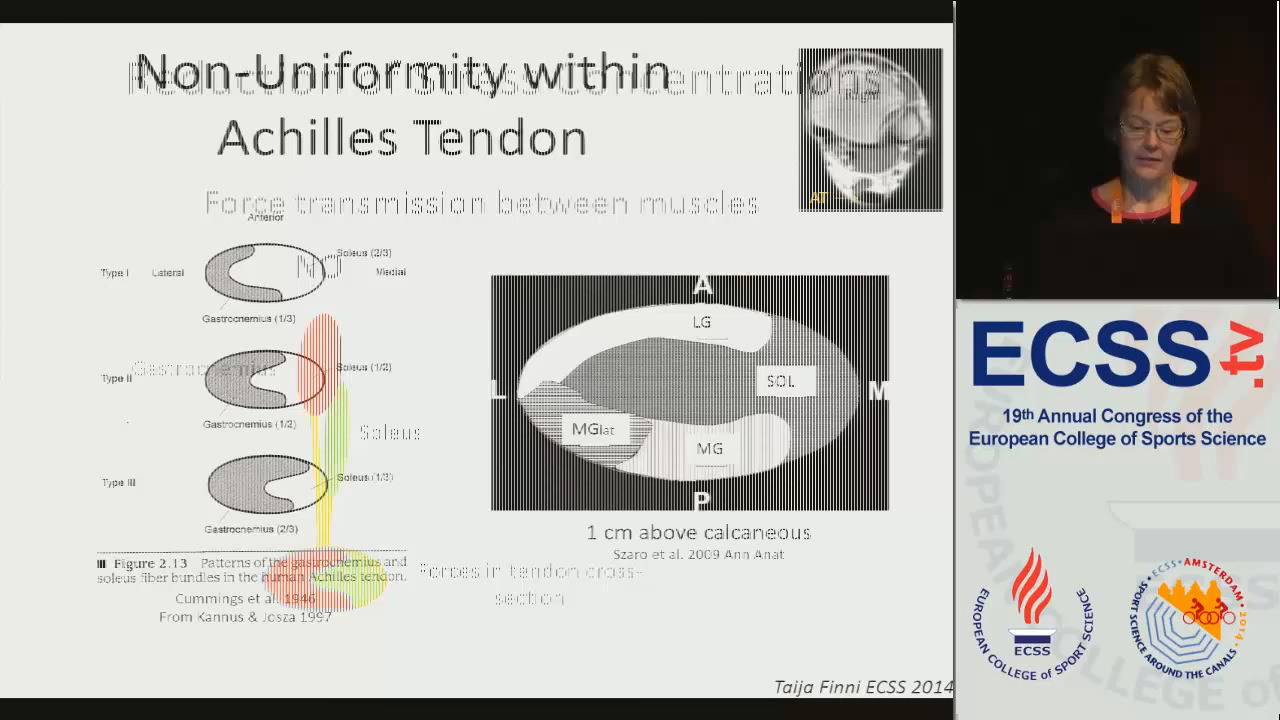 Non-Uniformity within
Achilles Tendon
Force transmission between muscles
NO
Gastrocnemius
Soleus
Forces in tendon cross-
section
Anterior
Type I
Lateral
Soleus (2/3)
Medial
Gastrocnemius (1/3)
Type II
Soleus (1/2)
Gastrocnemius (1/2)
Type III
Soleus (1/3)
Gastrocnemius (2/3)
Figure 2.13 Patterns of the gastrocnemius and
soleus fiber bundles in the human Achilles tendon.
Cummings et al. 1946
From Kannus & Josza 1997
AT
A
LG
L
SOL
M
MGlat
MG
P
1 cm above calcaneous
Szaro et al. 2009 Ann Anat
Taija Finni ECSS 2014
ECSS.tv
19th Annual Congress of the
European College of Sports Science
EUROPEAN COLLEGE OF SPORT SCIENCE
ECSS
·ECSS· AMSTERDAM 2014
SPORT SCIENCE AROUND THE CANALS